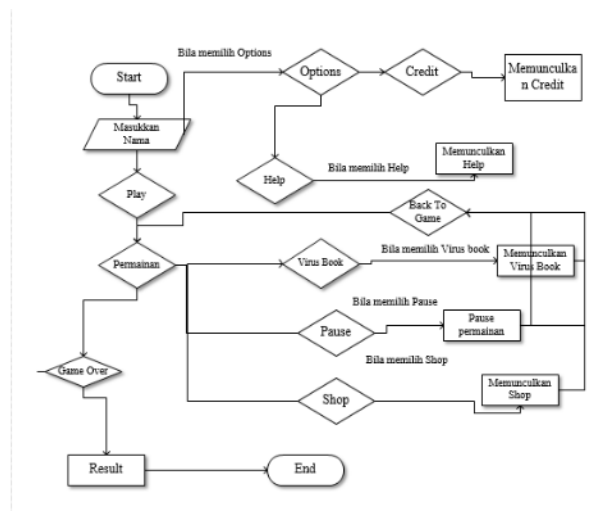 Bila memilih Options
Start
Options
Credit
Memunculka
n Credit
Masukkan
Nama
Memunculkan
Help
Bila memilih Help
Help
Play
Back To
Game
Permainan
Virus Book
Bila memilih Virus book
Memunculkan
Virus Book
Bila memilih Pause
Pause
Pause
permainan
Bila memilih Shop
Game Over
Memunculkan
Shop
Shop
Result
End